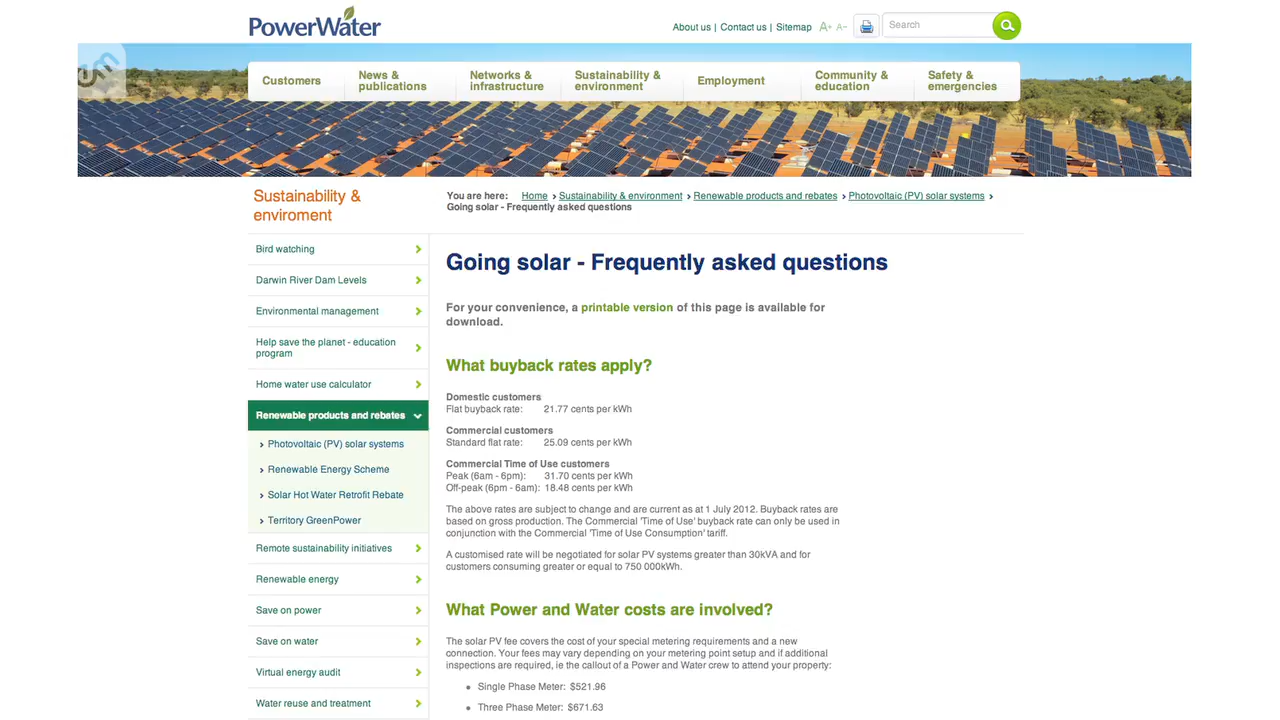 PowerWater
About us | Contact us | Sitemap
A+ A-
Search
Customers
News &
publications
Networks &
infrastructure
Sustainability &
environment
Employment
Community &
education
Safety &
emergencies
Sustainability &
enviroment
You are here: Home > Sustainability & environment > Renewable products and rebates > Photovoltaic (PV) solar systems >
Going solar - Frequently asked questions
Bird watching
Darwin River Dam Levels
Environmental management
Help save the planet - education
program
Home water use calculator
Renewable products and rebates
Photovoltaic (PV) solar systems
Renewable Energy Scheme
Solar Hot Water Retrofit Rebate
Territory GreenPower
Remote sustainability initiatives
Renewable energy
Save on power
Save on water
Virtual energy audit
Water reuse and treatment
Going solar - Frequently asked questions
For your convenience, a printable version of this page is available for
download.
What buyback rates apply?
Domestic customers
Flat buyback rate: 21.77 cents per kWh
Commercial customers
Standard flat rate: 25.09 cents per kWh
Commercial Time of Use customers
Peak (6am - 6pm): 31.70 cents per kWh
Off-peak (6pm - 6am): 18.48 cents per kWh
The above rates are subject to change and are current as at 1 July 2012. Buyback rates are
based on gross production. The Commercial 'Time of Use' buyback rate can only be used in
conjunction with the Commercial 'Time of Use Consumption' tariff.
A customised rate will be negotiated for solar PV systems greater than 30kVA and for
customers consuming greater or equal to 750 000kWh.
What Power and Water costs are involved?
The solar PV fee covers the cost of your special metering requirements and a new
connection. Your fees may vary depending on your metering point setup and if additional
inspections are required, ie the callout of a Power and Water crew to attend your property:
Single Phase Meter: $521.96
Three Phase Meter: $671.63